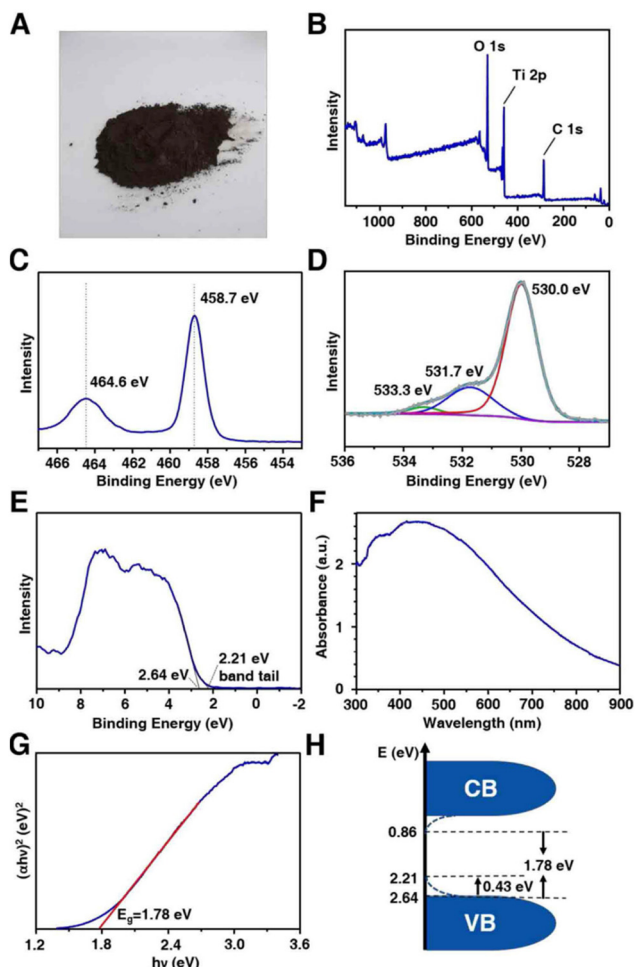 A
B
O 1s
Ti 2p
C 1s
Intensity
1000 800 600 400 200 0
Binding Energy (eV)
C
458.7 eV
464.6 eV
Intensity
466 464 462 460 458 456 454
Binding Energy (eV)
D
530.0 eV
531.7 eV
533.3 eV
Intensity
536 534 532 530 528
Binding Energy (eV)
E
2.21 eV
2.64 eV band tail
Intensity
10 8 6 4 2 0 -2
Binding Energy (eV)
F
Absorbance (a.u.)
2
1
0
300 400 500 600 700 800 900
Wavelength (nm)
G
(αhν)² (eV)²
Eg=1.78 eV
1.2 1.8 2.4 3.0 3.6
hν (eV)
H
E (eV)
CB
0.86
1.78 eV
2.21
0.43 eV
2.64
VB